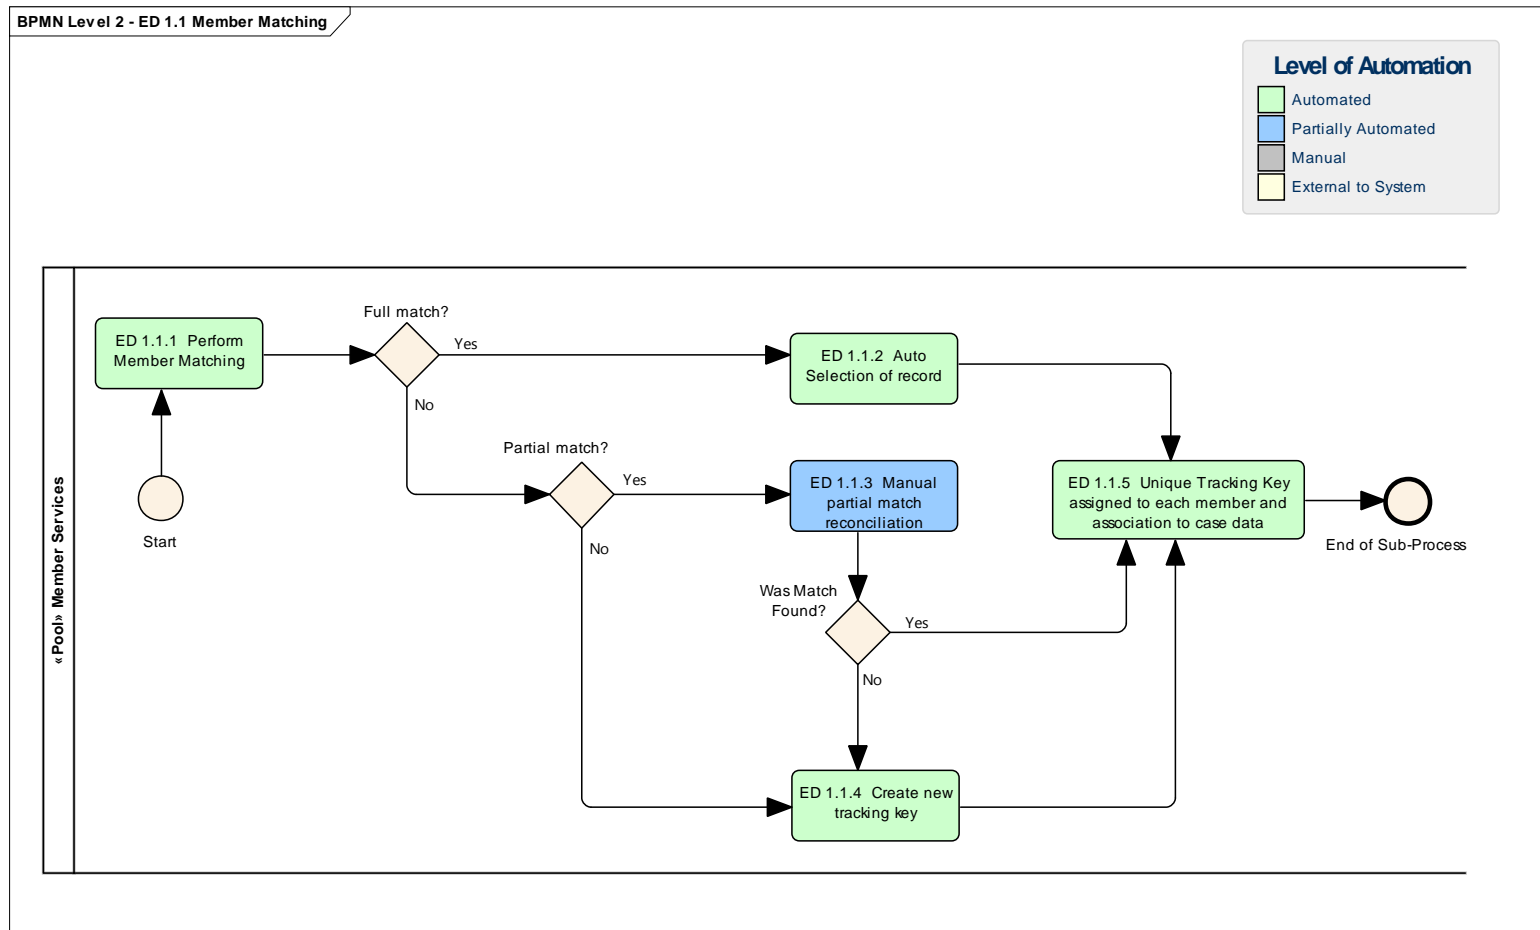 BPMN Level 2 - ED 1.1 Member Matching
Level of Automation
Automated
Partially Automated
Manual
External to System
«Pool» Member Services
Start
ED 1.1.1 Perform
Member Matching
Full match?
Yes
No
Partial match?
Yes
No
ED 1.1.2 Auto
Selection of record
ED 1.1.3 Manual
partial match
reconciliation
Was Match
Found?
Yes
No
ED 1.1.4 Create new
tracking key
ED 1.1.5 Unique Tracking Key
assigned to each member and
association to case data
End of Sub-Process